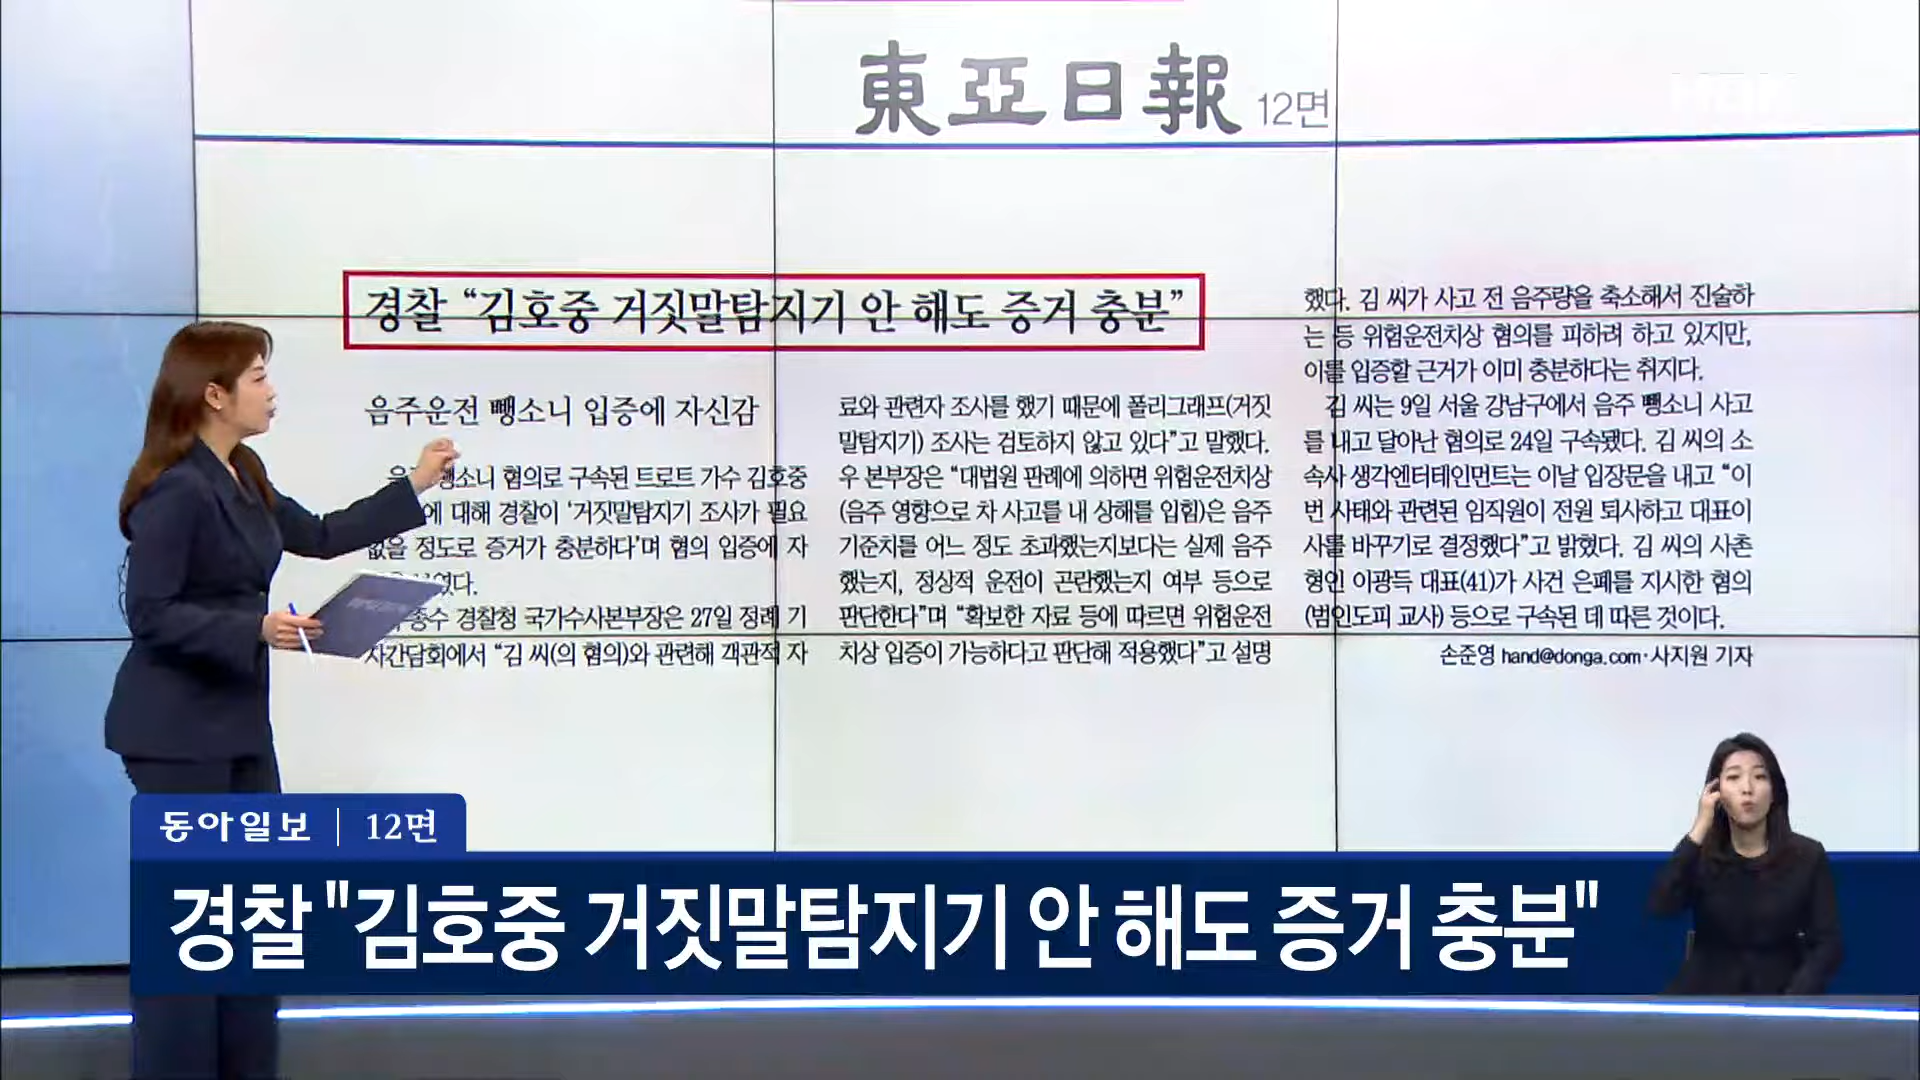 東亞日報 12면
MBN
경찰 “김호중 거짓말탐지기 안 해도 증거 충분”
음주운전 뺑소니 입증에 자신감
뺑소니 혐의로 구속된 트로트 가수 김호중
에 대해 경찰이 ‘거짓말탐지기 조사가 필요
없을 정도로 증거가 충분하다’며 혐의 입증에 자
종수 경찰청 국가수사본부장은 27일 정례 기
자간담회에서 “김 씨(의 혐의)와 관련해 객관적 자
료와 관련자 조사를 했기 때문에 폴리그래프(거짓
말탐지기) 조사는 검토하지 않고 있다”고 말했다.
우 본부장은 “대법원 판례에 의하면 위험운전치상
(음주 영향으로 차 사고를 내 상해를 입힘)은 음주
기준치를 어느 정도 초과했는지보다는 실제 음주
했는지, 정상적 운전이 곤란했는지 여부 등으로
판단한다”며 “확보한 자료 등에 따르면 위험운전
치상 입증이 가능하다고 판단해 적용했다”고 설명
했다. 김 씨가 사고 전 음주량을 축소해서 진술하
는 등 위험운전치상 혐의를 피하려 하고 있지만,
이를 입증할 근거가 이미 충분하다는 취지다.
김 씨는 9일 서울 강남구에서 음주 뺑소니 사고
를 내고 달아난 혐의로 24일 구속됐다. 김 씨의 소
속사 생각엔터테인먼트는 이날 입장문을 내고 “이
번 사태와 관련된 임직원이 전원 퇴사하고 대표이
사를 바꾸기로 결정했다”고 밝혔다. 김 씨의 사촌
형인 이광득 대표(41)가 사건 은폐를 지시한 혐의
(범인도피 교사) 등으로 구속된 데 따른 것이다.
손준영 hand@donga.com·사지원 기자
동아일보 | 12면
경찰 "김호중 거짓말탐지기 안 해도 증거 충분"